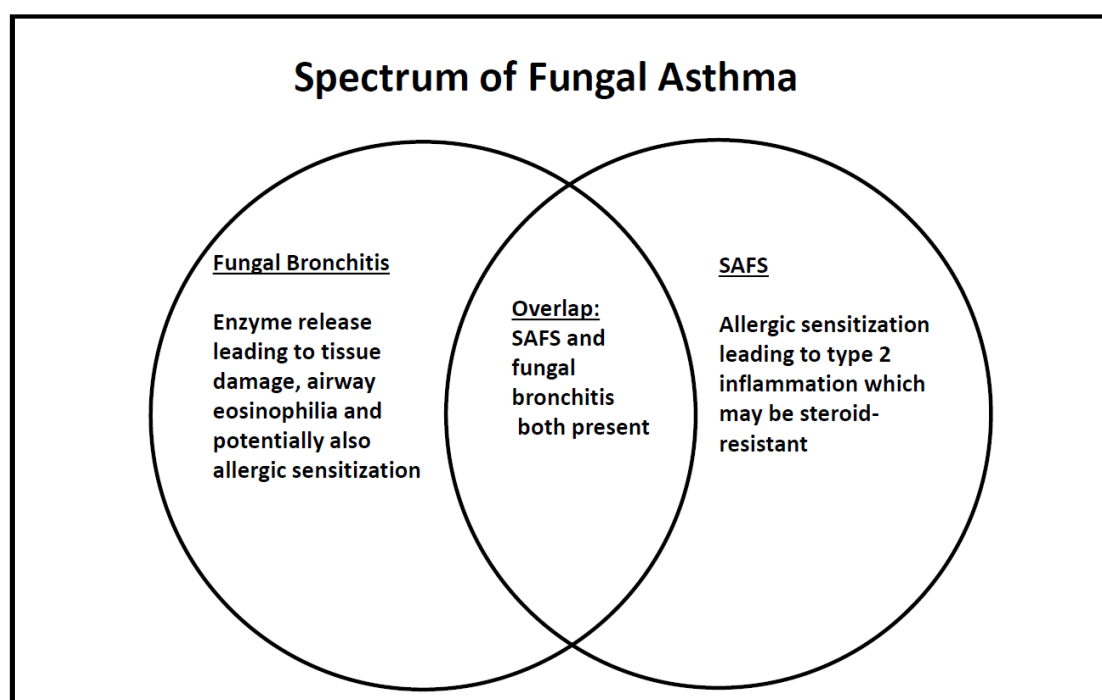 Spectrum of Fungal Asthma
Fungal Bronchitis
Enzyme release
leading to tissue
damage, airway
eosinophilia and
potentially also
allergic sensitization
Overlap:
SAFS and
fungal
bronchitis
both present
SAFS
Allergic sensitization
leading to type 2
inflammation which
may be steroid-
resistant